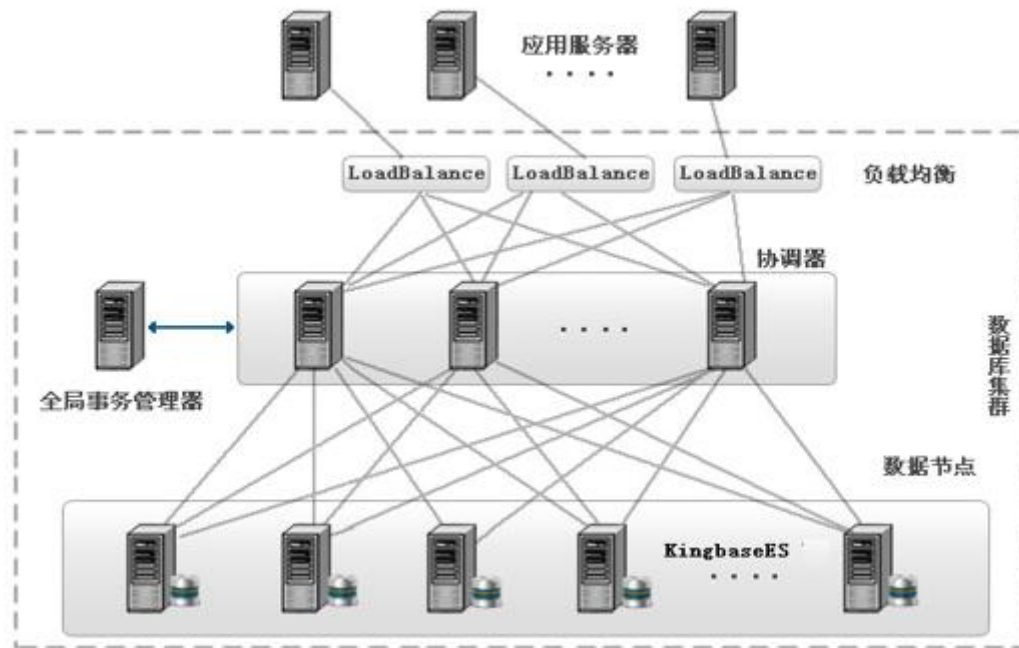 应用服务器
. . . .
LoadBalance
LoadBalance
LoadBalance
负载均衡
协调器
. . . .
全局事务管理器
数据库集群
数据节点
KingbaseES
. . . .